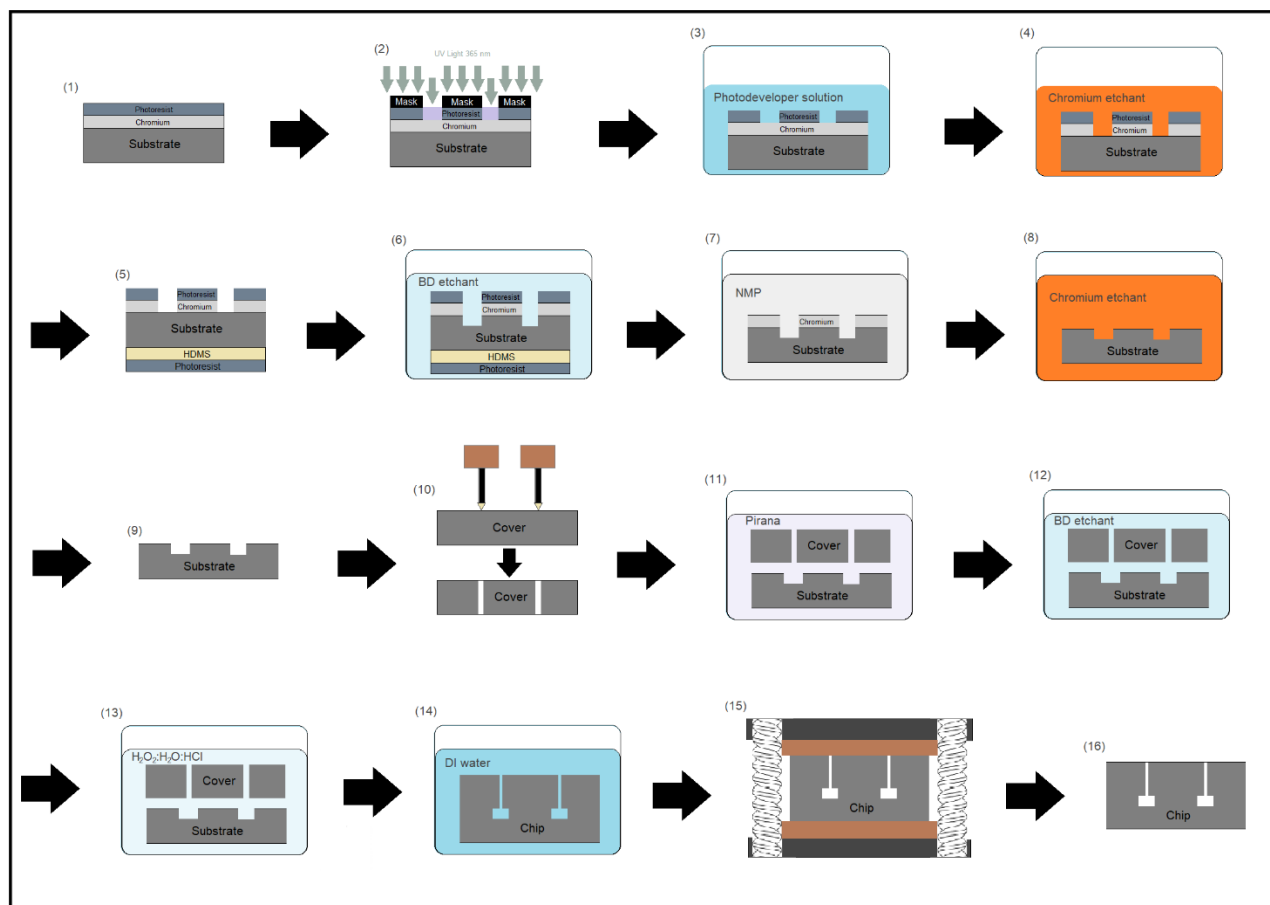 (1)
Photoresist
Chromium
Substrate
(2)
UV Light 365 nm
Mask Mask Mask
Photoresist
Chromium
Substrate
(3)
Photodeveloper solution
Photoresist
Chromium
Substrate
(4)
Chromium etchant
Photoresist
Chromium
Substrate
(5)
Photoresist
Chromium
Substrate
HDMS
Photoresist
(6)
BD etchant
Photoresist
Chromium
Substrate
HDMS
Photoresist
(7)
NMP
Chromium
Substrate
(8)
Chromium etchant
Substrate
(9)
Substrate
(10)
Cover
Cover
(11)
Pirana
Cover
Substrate
(12)
BD etchant
Cover
Substrate
(13)
H₂O₂:H₂O:HCl
Cover
Substrate
(14)
DI water
Chip
(15)
Chip
(16)
Chip